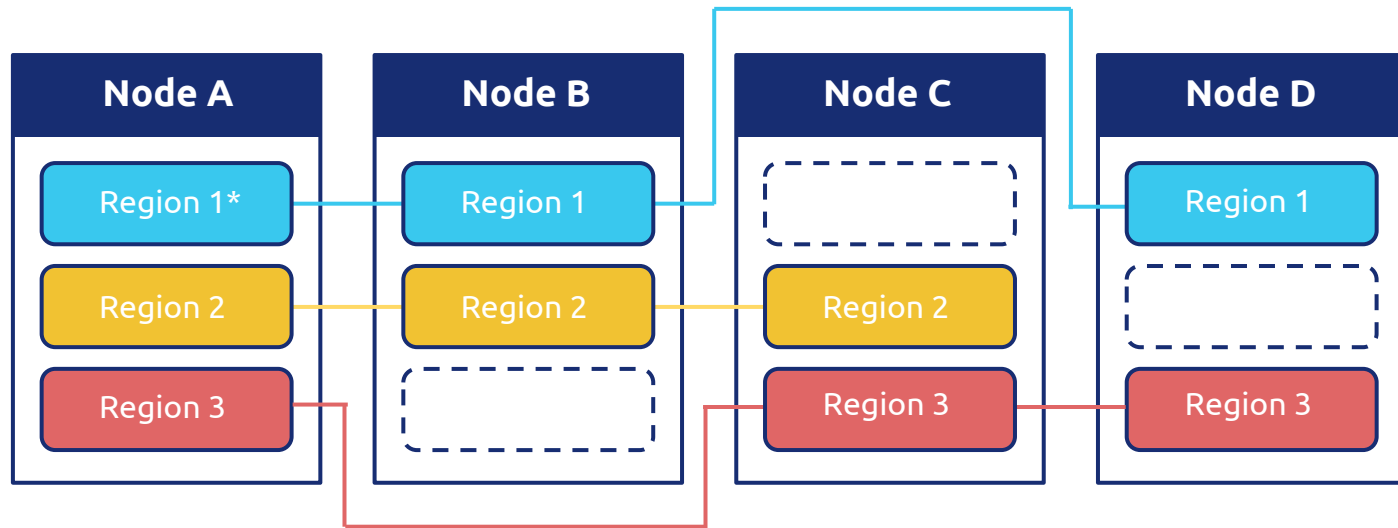 Node A
Node B
Node C
Node D
Region 1*
Region 1
Region 1
Region 2
Region 2
Region 2
Region 3
Region 3
Region 3